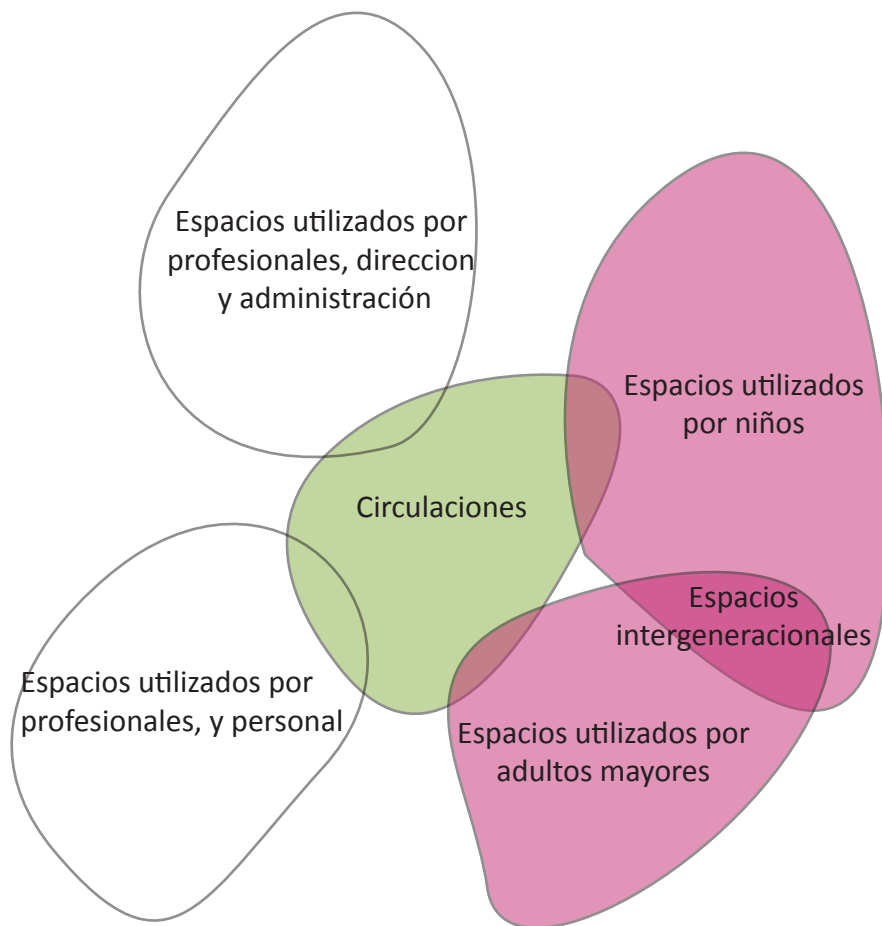 Espacios utilizados por
profesionales, direccion
y administración
Espacios utilizados
por niños
Circulaciones
Espacios
intergeneracionales
Espacios utilizados por
profesionales, y personal
Espacios utilizados por
adultos mayores